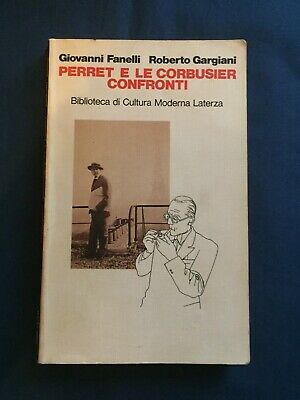 Giovanni Fanelli Roberto Gargiani
PERRET E LE CORBUSIER
CONFRONTI
Biblioteca di Cultura Moderna Laterza